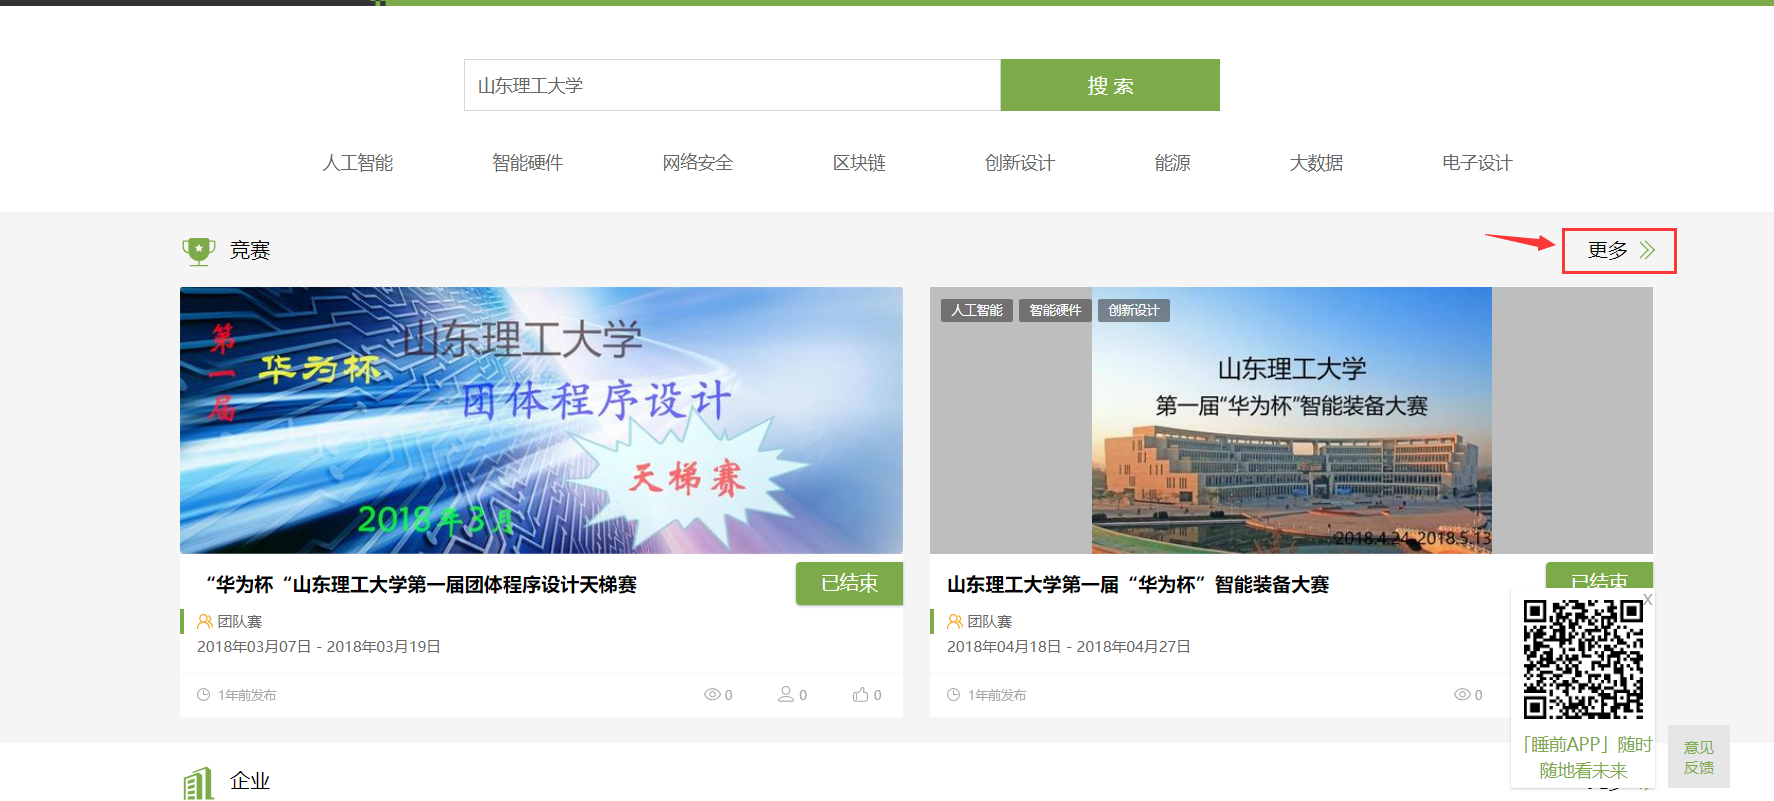 山东理工大学
搜 索
人工智能 智能硬件 网络安全 区块链 创新设计 能源 大数据 电子设计
竞赛
更多
第一届
华为杯
山东理工大学
团体程序设计
天梯赛
2018年3月
人工智能 智能硬件 创新设计
山东理工大学
第一届“华为杯”智能装备大赛
2018.4.24-2018.5.13
“华为杯“山东理工大学第一届团体程序设计天梯赛
已结束
团队赛
2018年03月07日 - 2018年03月19日
1年前发布
0 0 0
山东理工大学第一届“华为杯”智能装备大赛
已结束
团队赛
2018年04月18日 - 2018年04月27日
1年前发布
0
X
「睡前APP」随时
随地看未来
意见
反馈
企业